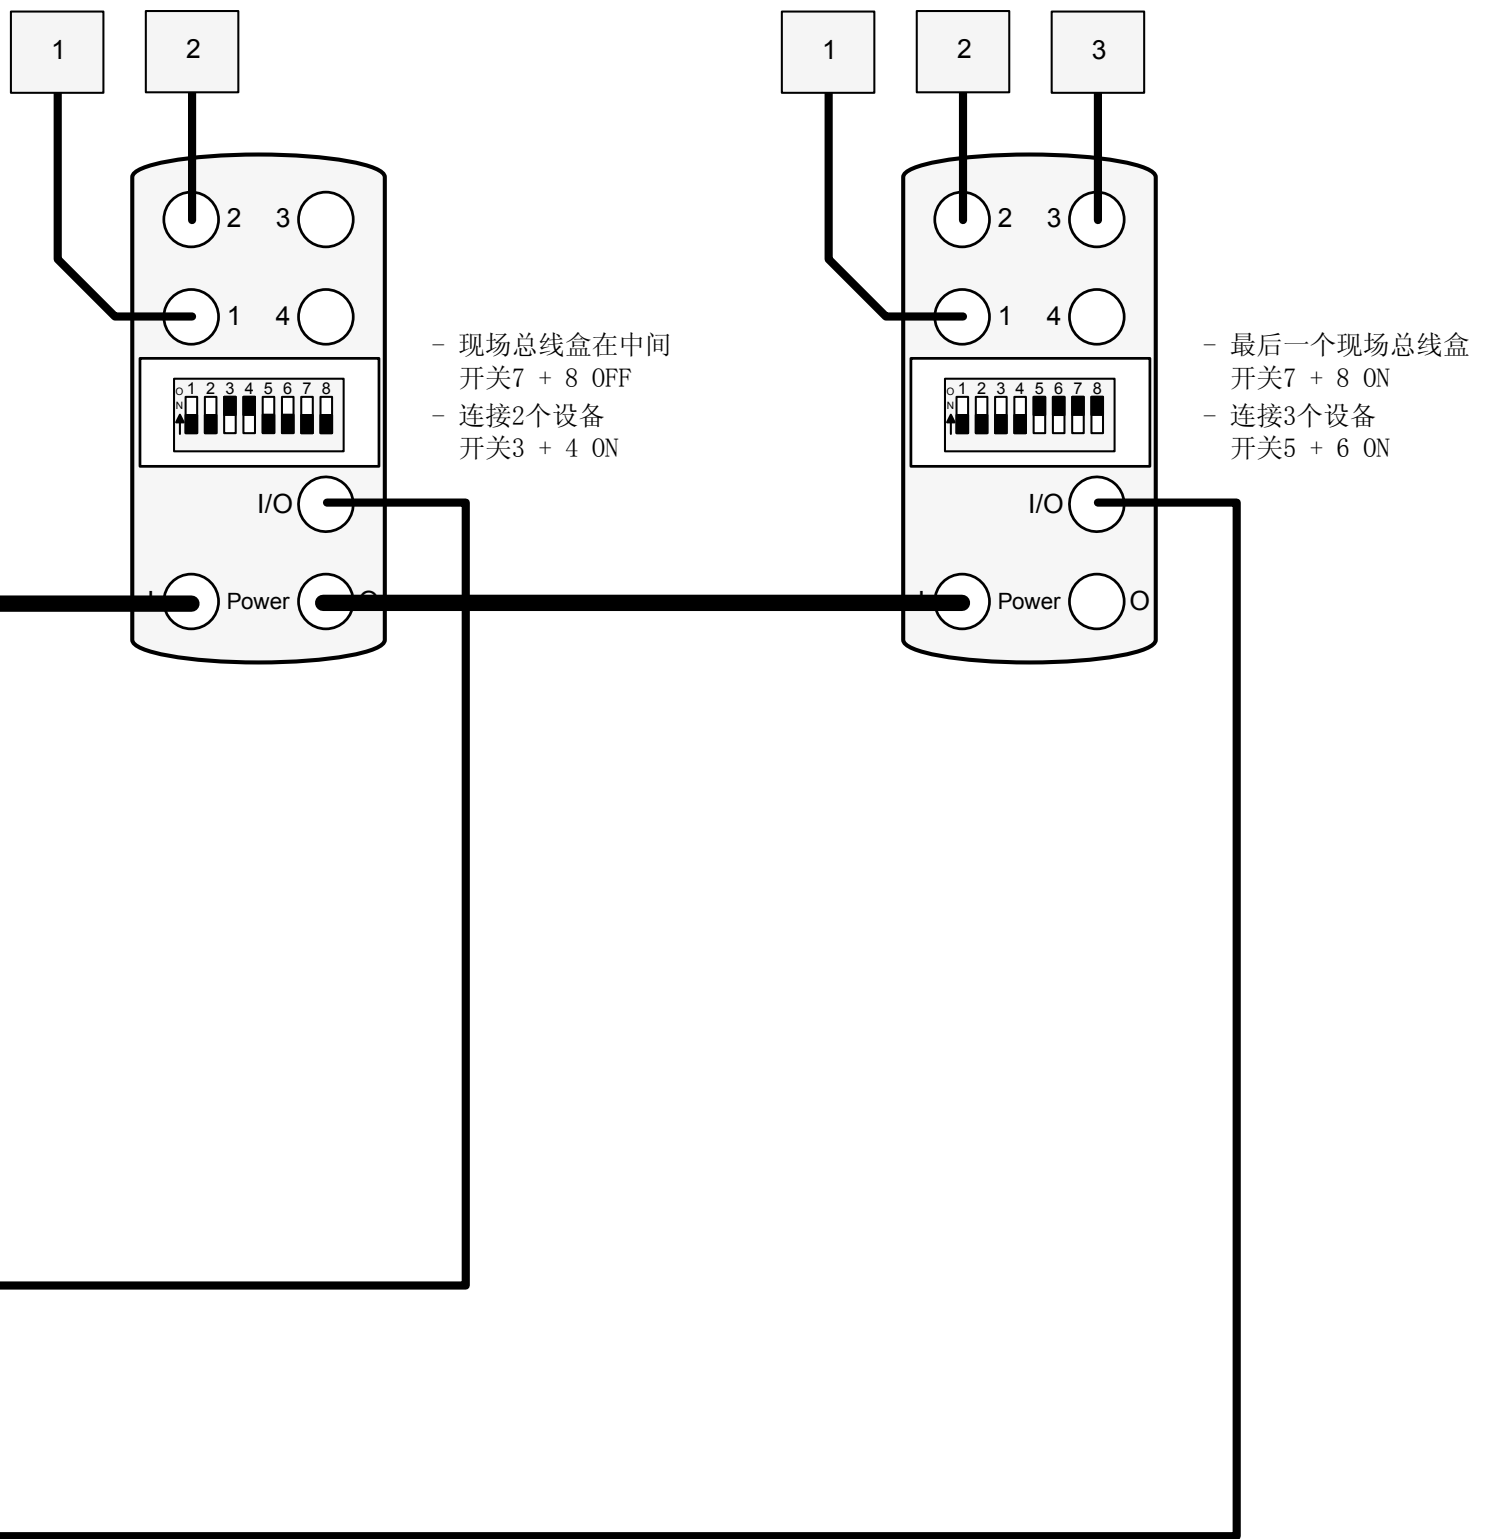 1 2
1 2 3
2 3
1 4
O 1 2 3 4 5 6 7 8
N
I/O
Power
- 现场总线盒在中间
开关7 + 8 OFF
- 连接2个设备
开关3 + 4 ON
2 3
1 4
O 1 2 3 4 5 6 7 8
N
I/O
Power O
- 最后一个现场总线盒
开关7 + 8 ON
- 连接3个设备
开关5 + 6 ON